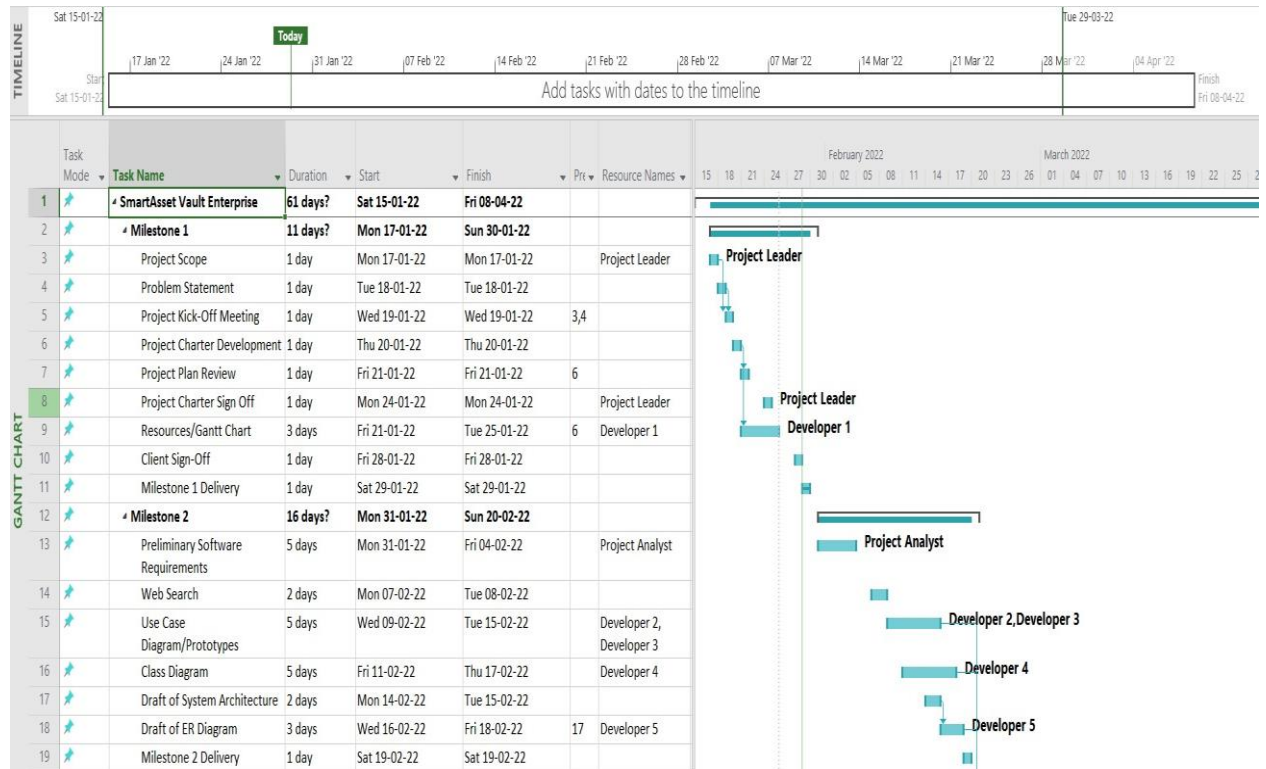 TIMELINE
Sat 15-01-22
Tue 29-03-22
Today
17 Jan '22 24 Jan '22 31 Jan '22 07 Feb '22 14 Feb '22 21 Feb '22 28 Feb '22 07 Mar '22 14 Mar '22 21 Mar '22 28 Mar '22 04 Apr '22
Start
Sat 15-01-22
Add tasks with dates to the timeline
Finish
Fri 08-04-22
GANTT CHART
Task
Mode Task Name Duration Start Finish Pre Resource Names
February 2022 March 2022
15 18 21 24 27 30 02 05 08 11 14 17 20 23 26 01 04 07 10 13 16 19 22 25
1 SmartAsset Vault Enterprise 61 days? Sat 15-01-22 Fri 08-04-22
2 Milestone 1 11 days? Mon 17-01-22 Sun 30-01-22
3 Project Scope 1 day Mon 17-01-22 Mon 17-01-22 Project Leader Project Leader
4 Problem Statement 1 day Tue 18-01-22 Tue 18-01-22
5 Project Kick-Off Meeting 1 day Wed 19-01-22 Wed 19-01-22 3,4
6 Project Charter Development 1 day Thu 20-01-22 Thu 20-01-22
7 Project Plan Review 1 day Fri 21-01-22 Fri 21-01-22 6
8 Project Charter Sign Off 1 day Mon 24-01-22 Mon 24-01-22 Project Leader Project Leader
9 Resources/Gantt Chart 3 days Fri 21-01-22 Tue 25-01-22 6 Developer 1 Developer 1
10 Client Sign-Off 1 day Fri 28-01-22 Fri 28-01-22
11 Milestone 1 Delivery 1 day Sat 29-01-22 Sat 29-01-22
12 Milestone 2 16 days? Mon 31-01-22 Sun 20-02-22
13 Preliminary Software 5 days Mon 31-01-22 Fri 04-02-22 Project Analyst Project Analyst
Requirements
14 Web Search 2 days Mon 07-02-22 Tue 08-02-22
15 Use Case 5 days Wed 09-02-22 Tue 15-02-22 Developer 2, Developer 2,Developer 3
Diagram/Prototypes Developer 3
16 Class Diagram 5 days Fri 11-02-22 Thu 17-02-22 Developer 4 Developer 4
17 Draft of System Architecture 2 days Mon 14-02-22 Tue 15-02-22
18 Draft of ER Diagram 3 days Wed 16-02-22 Fri 18-02-22 17 Developer 5 Developer 5
19 Milestone 2 Delivery 1 day Sat 19-02-22 Sat 19-02-22